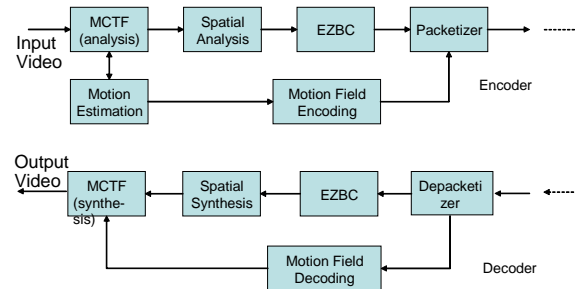 Input
Video
MCTF
(analysis)
Spatial
Analysis
EZBC
Packetizer
Motion
Estimation
Motion Field
Encoding
Encoder
Output
Video
MCTF
(synthe-
sis)
Spatial
Synthesis
EZBC
Depacketi
zer
Motion Field
Decoding
Decoder